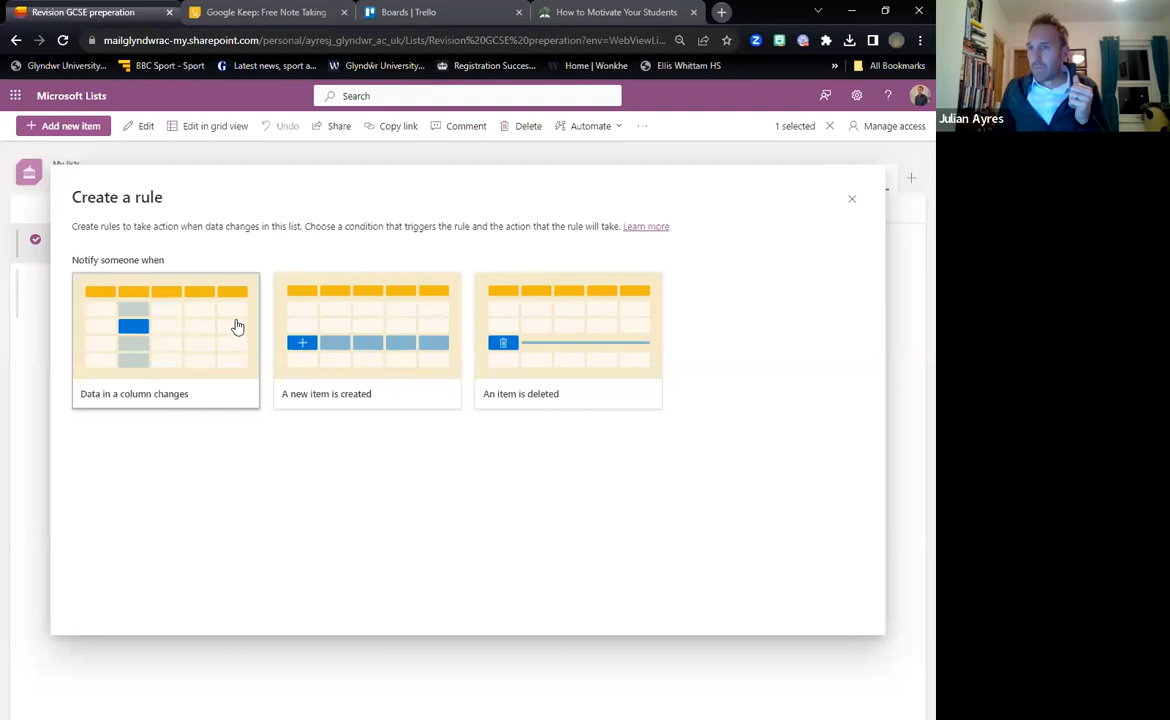 Revision GCSE preperation
Google Keep: Free Note Taking
Boards | Trello
How to Motivate Your Students
mailglyndwrac-my.sharepoint.com/personal/ayresj_glyndwr_ac_uk/Lists/Revision%20GCSE%20preperation?env=WebViewLi...
Glyndwr University...
BBC Sport - Sport
Latest news, sport a...
Glyndŵr University...
Registration Succes...
Home | Wonkhe
Ellis Whittam HS
»
All Bookmarks
Microsoft Lists
Search
Add new item
Edit
Edit in grid view
Undo
Share
Copy link
Comment
Delete
Automate
...
1 selected
Manage access
My lists
Create a rule
Create rules to take action when data changes in this list. Choose a condition that triggers the rule and the action that the rule will take. Learn more
Notify someone when
Data in a column changes
A new item is created
An item is deleted
Julian Ayres